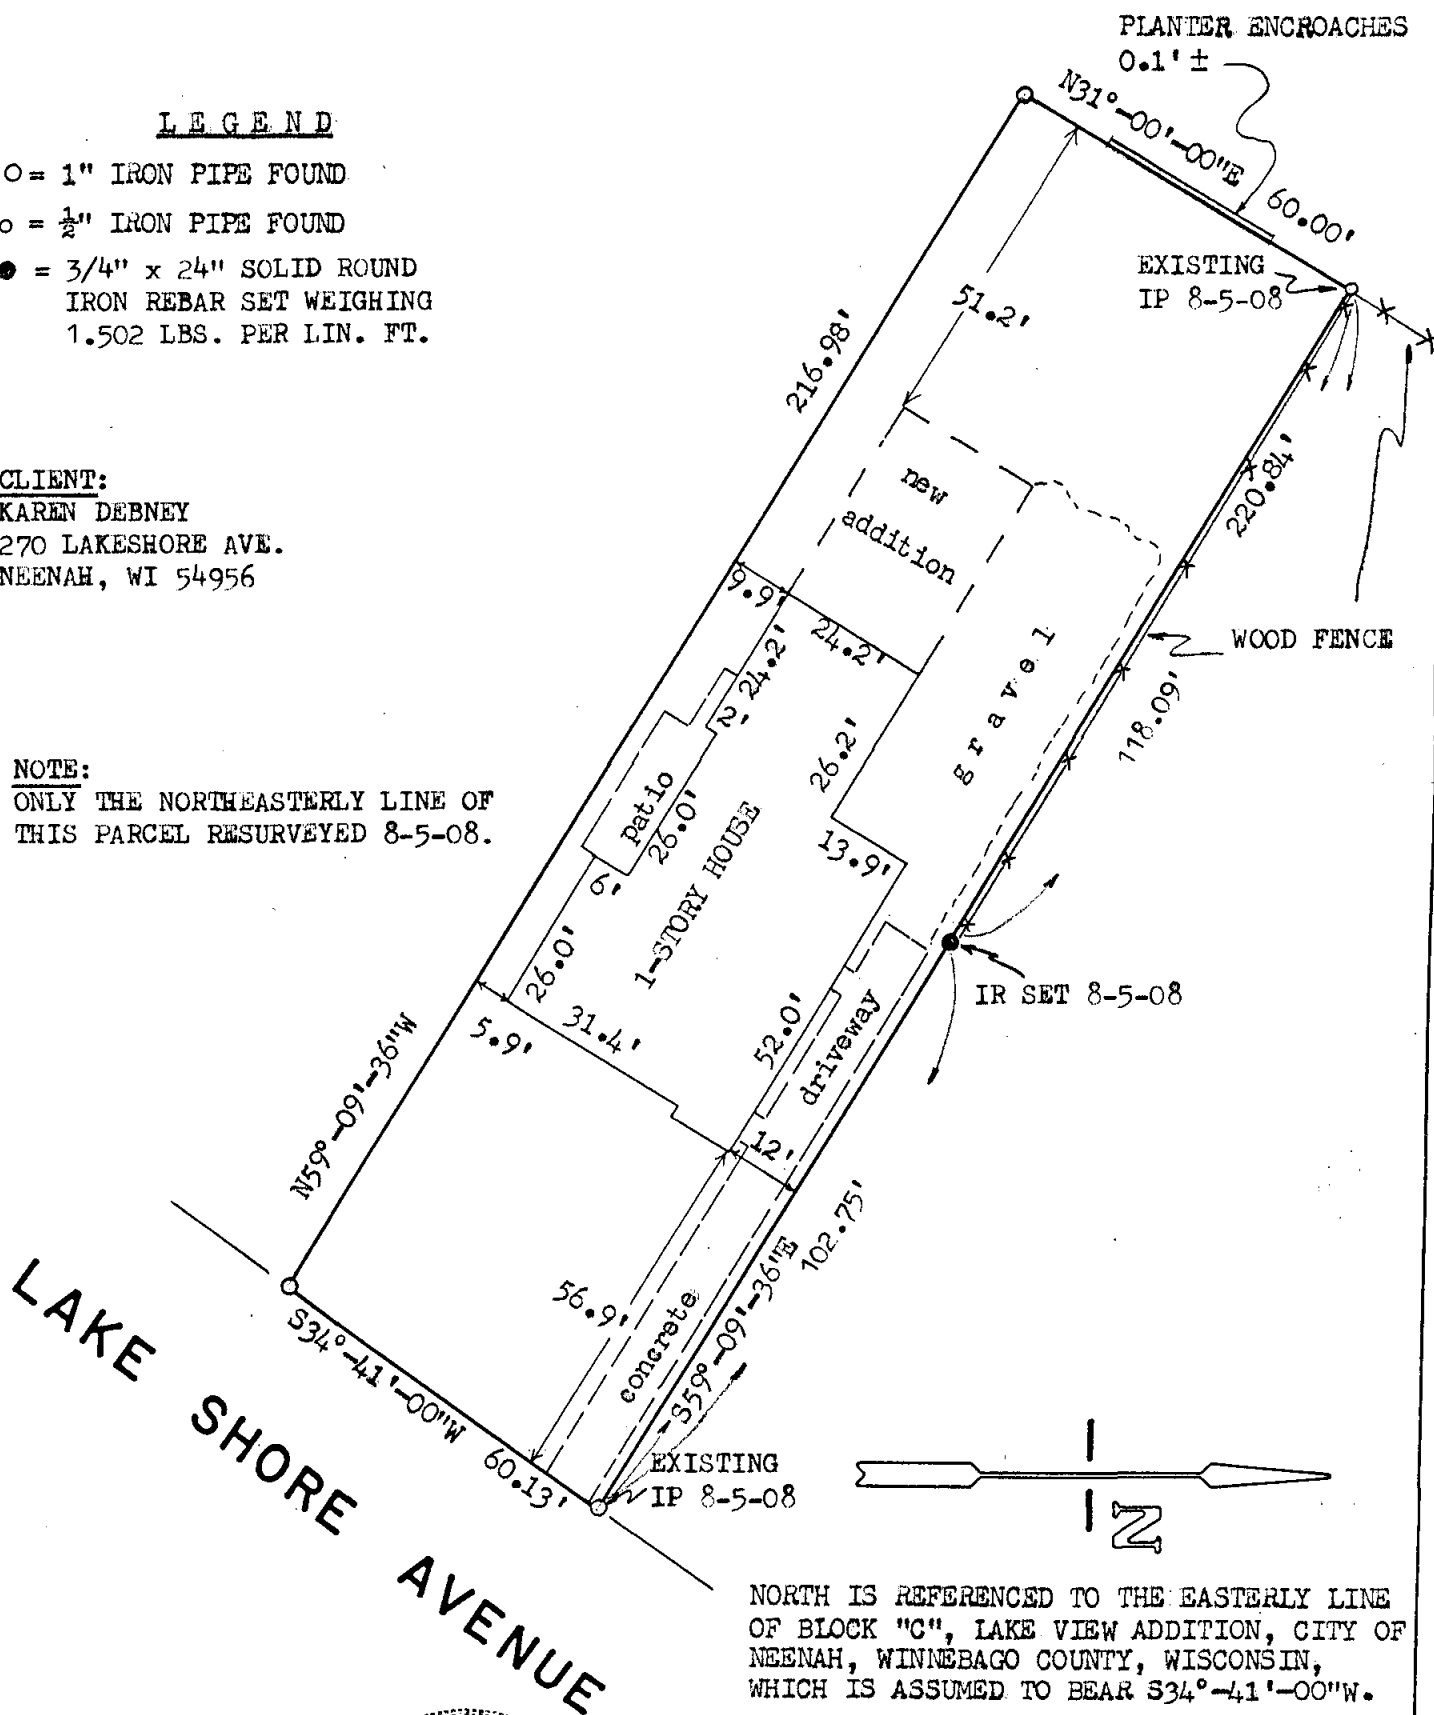 PLANTER ENCROACHES
0.1' ±
LEGEND
O = 1" IRON PIPE FOUND
o = ½" IRON PIPE FOUND
● = 3/4" x 24" SOLID ROUND
IRON REBAR SET WEIGHING
1.502 LBS. PER LIN. FT.
N31°-00'-00"E 60.00'
EXISTING
IP 8-5-08
51.2'
216.98'
220.84'
CLIENT:
KAREN DEBNEY
270 LAKESHORE AVE.
NEENAH, WI 54956
new
addition
9.9'
24.2'
24.2'
2'
WOOD FENCE
118.09'
gravel
26.2'
NOTE:
ONLY THE NORTHEASTERLY LINE OF
THIS PARCEL RESURVEYED 8-5-08.
patio
26.0'
6'
1-STORY HOUSE
13.9'
26.0'
31.4'
5.9'
52.0'
driveway
IR SET 8-5-08
N59°-09'-36"W
12'
102.75'
S59°-09'-36"E
56.9'
concrete
S34°-41'-00"W 60.13'
EXISTING
IP 8-5-08
LAKE SHORE AVENUE
N
NORTH IS REFERENCED TO THE EASTERLY LINE
OF BLOCK "C", LAKE VIEW ADDITION, CITY OF
NEENAH, WINNEBAGO COUNTY, WISCONSIN,
WHICH IS ASSUMED TO BEAR S34°-41'-00"W.